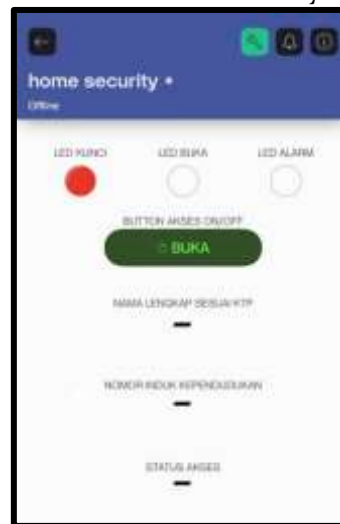 home security •
Offline
LED KUNCI LED BUKA LED ALARM
BUTTON AKSES ON/OFF
BUKA
NAMA LENGKAP SESUAI KTP
NOMOR INDUK KEPENDUDUKAN
STATUS AKSES